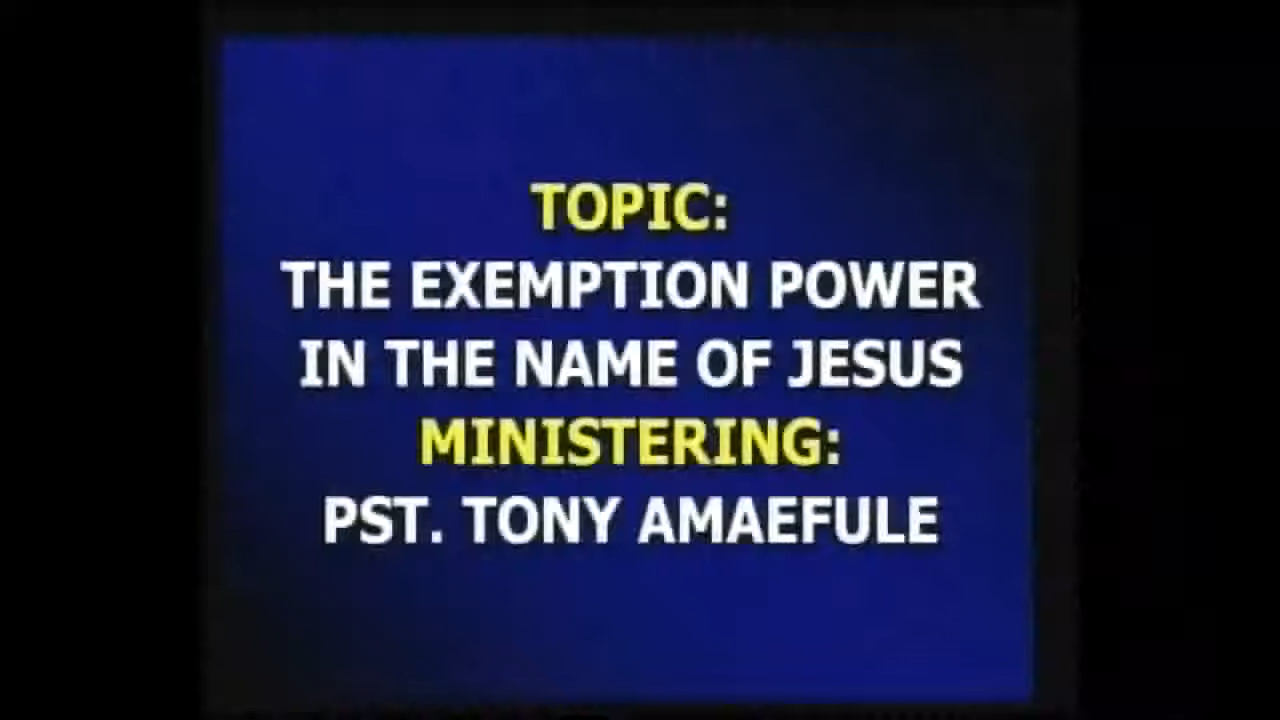 TOPIC:
THE EXEMPTION POWER
IN THE NAME OF JESUS
MINISTERING:
PST. TONY AMAEFULE